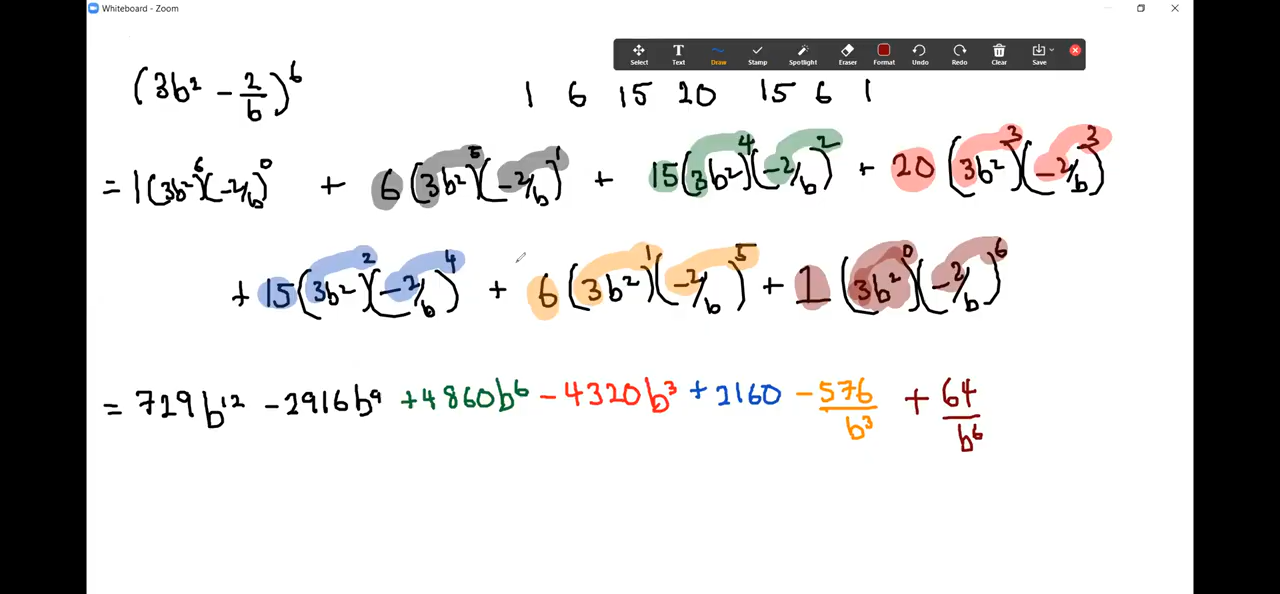 Whiteboard - Zoom
Select Text Draw Stamp Spotlight Eraser Format Undo Redo Clear Save
(3b² - 2/b)⁶ 1 6 15 20 15 6 1
= 1(3b²)⁶(-2/b)⁰ + 6(3b²)⁵(-2/b)¹ + 15(3b²)⁴(-2/b)² + 20(3b²)³(-2/b)³
+ 15(3b²)²(-2/b)⁴ + 6(3b²)¹(-2/b)⁵ + 1(3b²)⁰(-2/b)⁶
= 729b¹² - 2916b⁹ + 4860b⁶ - 4320b³ + 2160 - 576/b³ + 64/b⁶